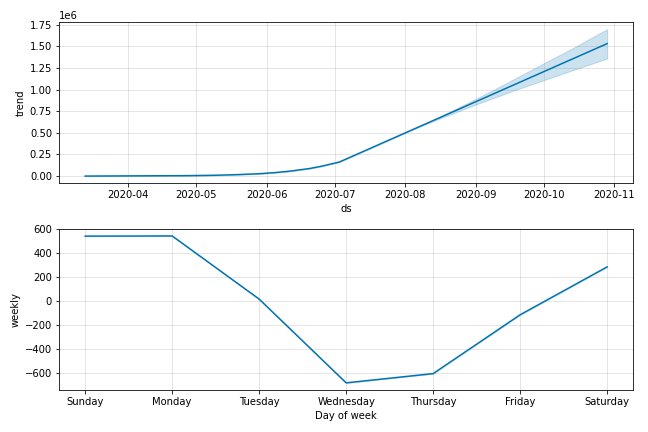 1e6
1.75
1.50
1.25
1.00
0.75
0.50
0.25
0.00
trend
2020-04 2020-05 2020-06 2020-07 2020-08 2020-09 2020-10 2020-11
ds
600
400
200
0
−200
−400
−600
weekly
Sunday Monday Tuesday Wednesday Thursday Friday Saturday
Day of week